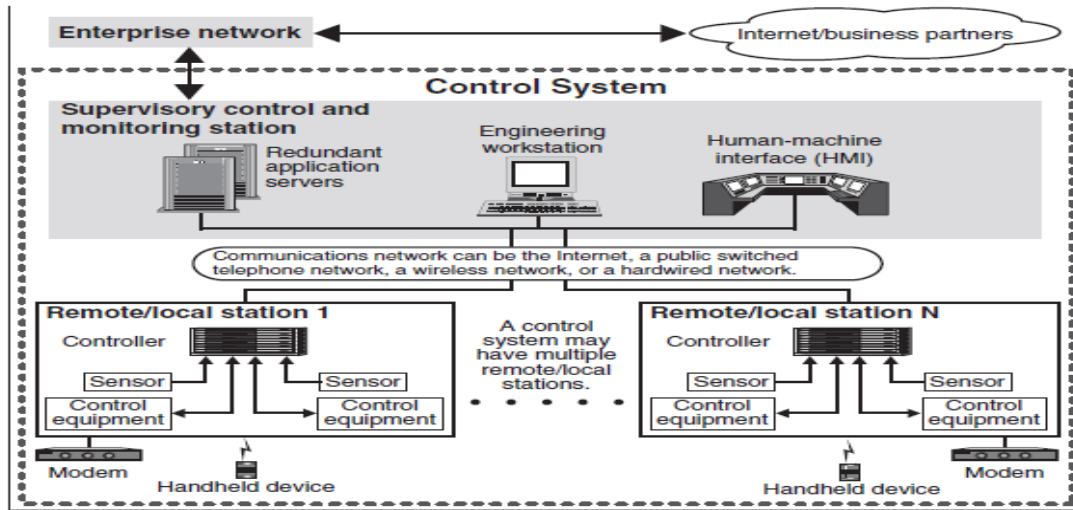 Enterprise network
Internet/business partners
Control System
Supervisory control and
monitoring station
Redundant
application
servers
Engineering
workstation
Human-machine
interface (HMI)
Communications network can be the Internet, a public switched
telephone network, a wireless network, or a hardwired network.
Remote/local station 1
Controller
Sensor
Sensor
Control
equipment
Control
equipment
Modem
Handheld device
A control
system may
have multiple
remote/local
stations.
Remote/local station N
Controller
Sensor
Sensor
Control
equipment
Control
equipment
Handheld device
Modem